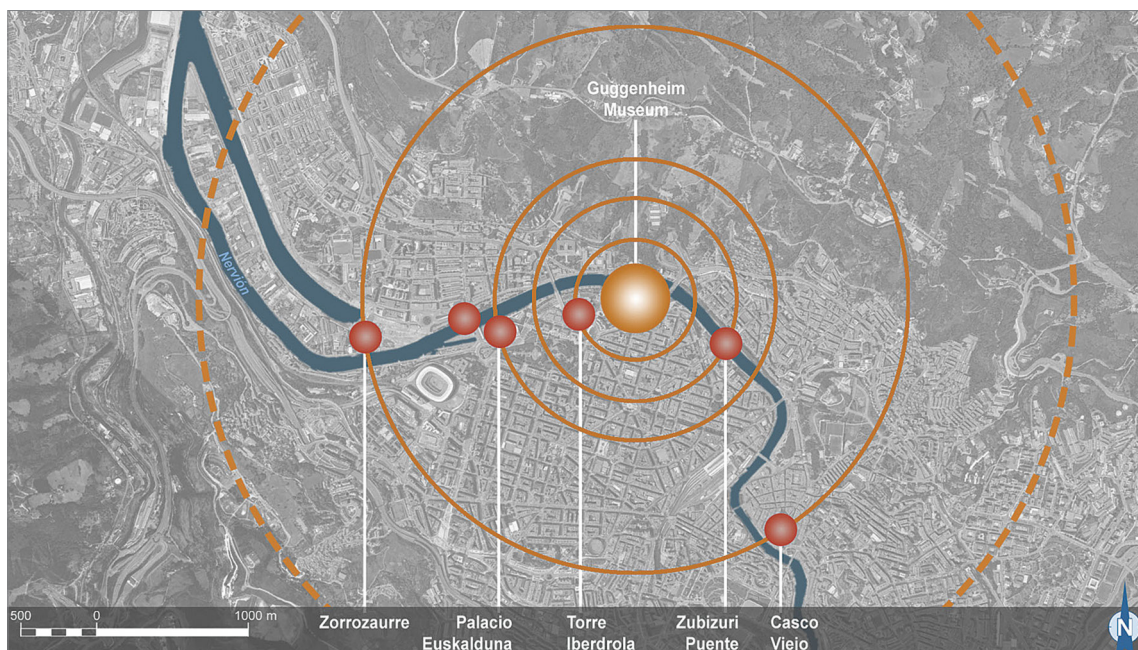 Guggenheim
Museum
Nervión
500 0 1000 m
Zorrozaurre
Palacio
Euskalduna
Torre
Iberdrola
Zubizuri
Puente
Casco
Viejo
N